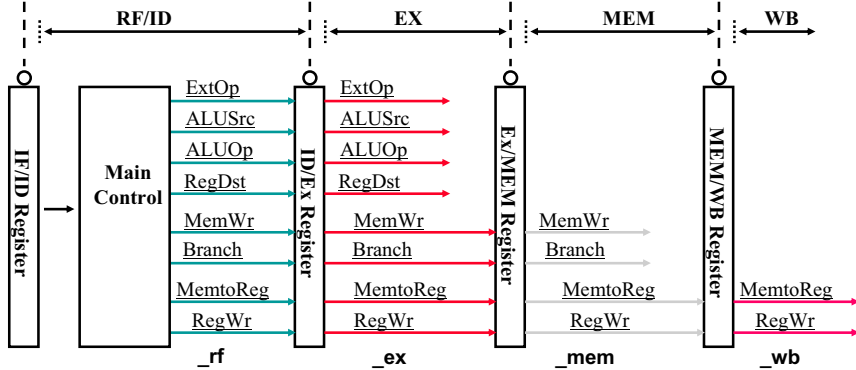 RF/ID EX MEM WB
ExtOp ExtOp
ALUSrc ALUSrc
ALUOp ALUOp
RegDst RegDst
MemWr MemWr MemWr
Branch Branch Branch
MemtoReg MemtoReg MemtoReg MemtoReg
RegWr RegWr RegWr RegWr
IF/ID Register
Main
Control
ID/Ex Register
Ex/MEM Register
MEM/WB Register
_rf _ex _mem _wb